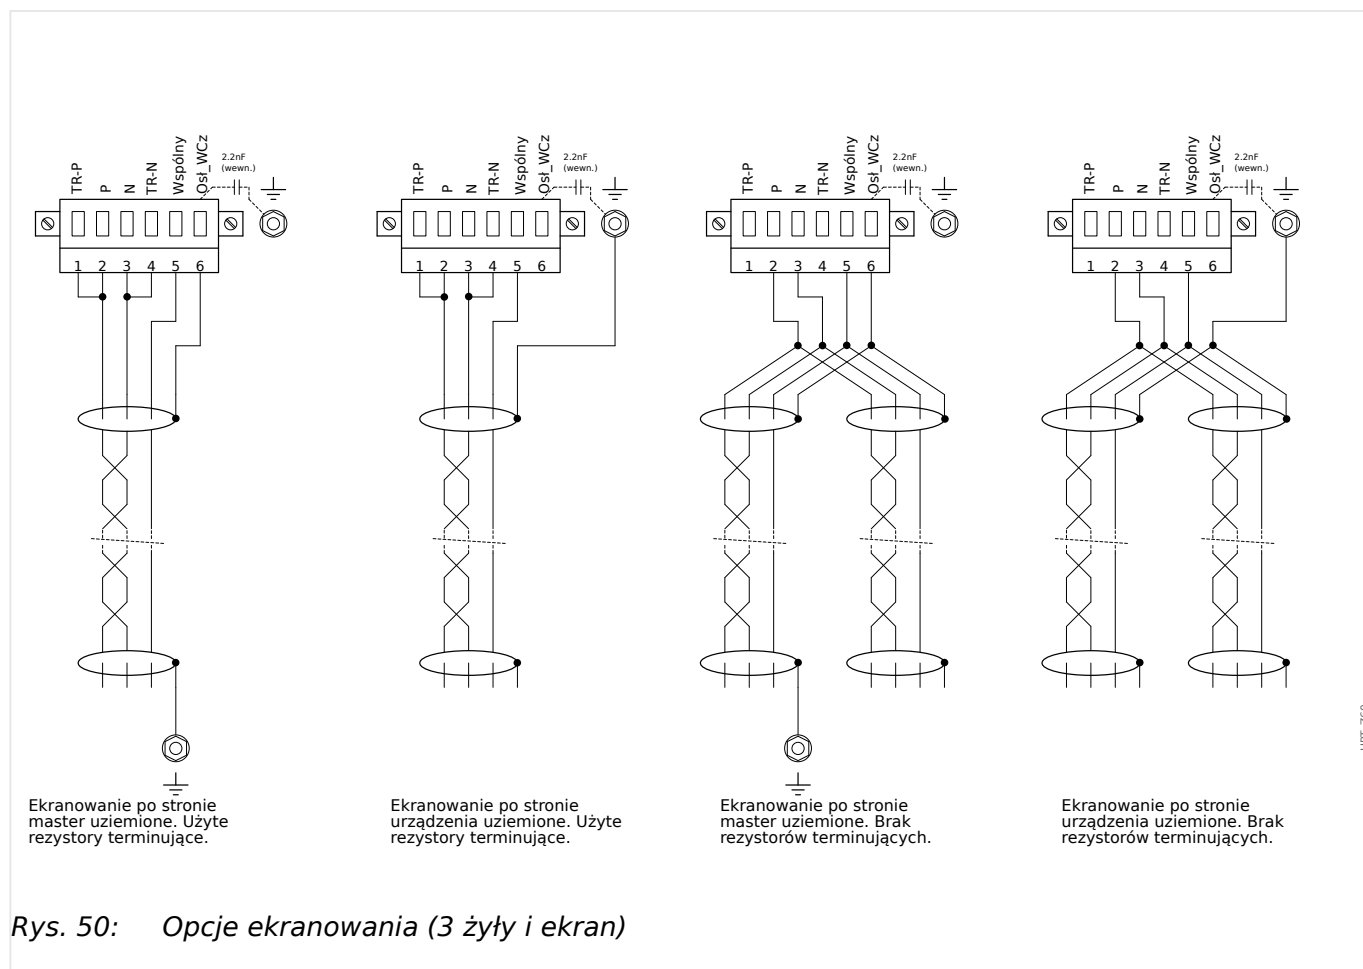 TR-P
P
N
TR-N
Wspólny
Osł_WCz
2.2nF
(wewn.)
1 2 3 4 5 6
Ekranowanie po stronie
master uziemione. Użyte
rezystory terminujące.
TR-P
P
N
TR-N
Wspólny
Osł_WCz
2.2nF
(wewn.)
1 2 3 4 5 6
Ekranowanie po stronie
urządzenia uziemione. Użyte
rezystory terminujące.
TR-P
P
N
TR-N
Wspólny
Osł_WCz
2.2nF
(wewn.)
1 2 3 4 5 6
Ekranowanie po stronie
master uziemione. Brak
rezystorów terminujących.
TR-P
P
N
TR-N
Wspólny
Osł_WCz
2.2nF
(wewn.)
1 2 3 4 5 6
Ekranowanie po stronie
urządzenia uziemione. Brak
rezystorów terminujących.
Rys. 50: Opcje ekranowania (3 żyły i ekran)